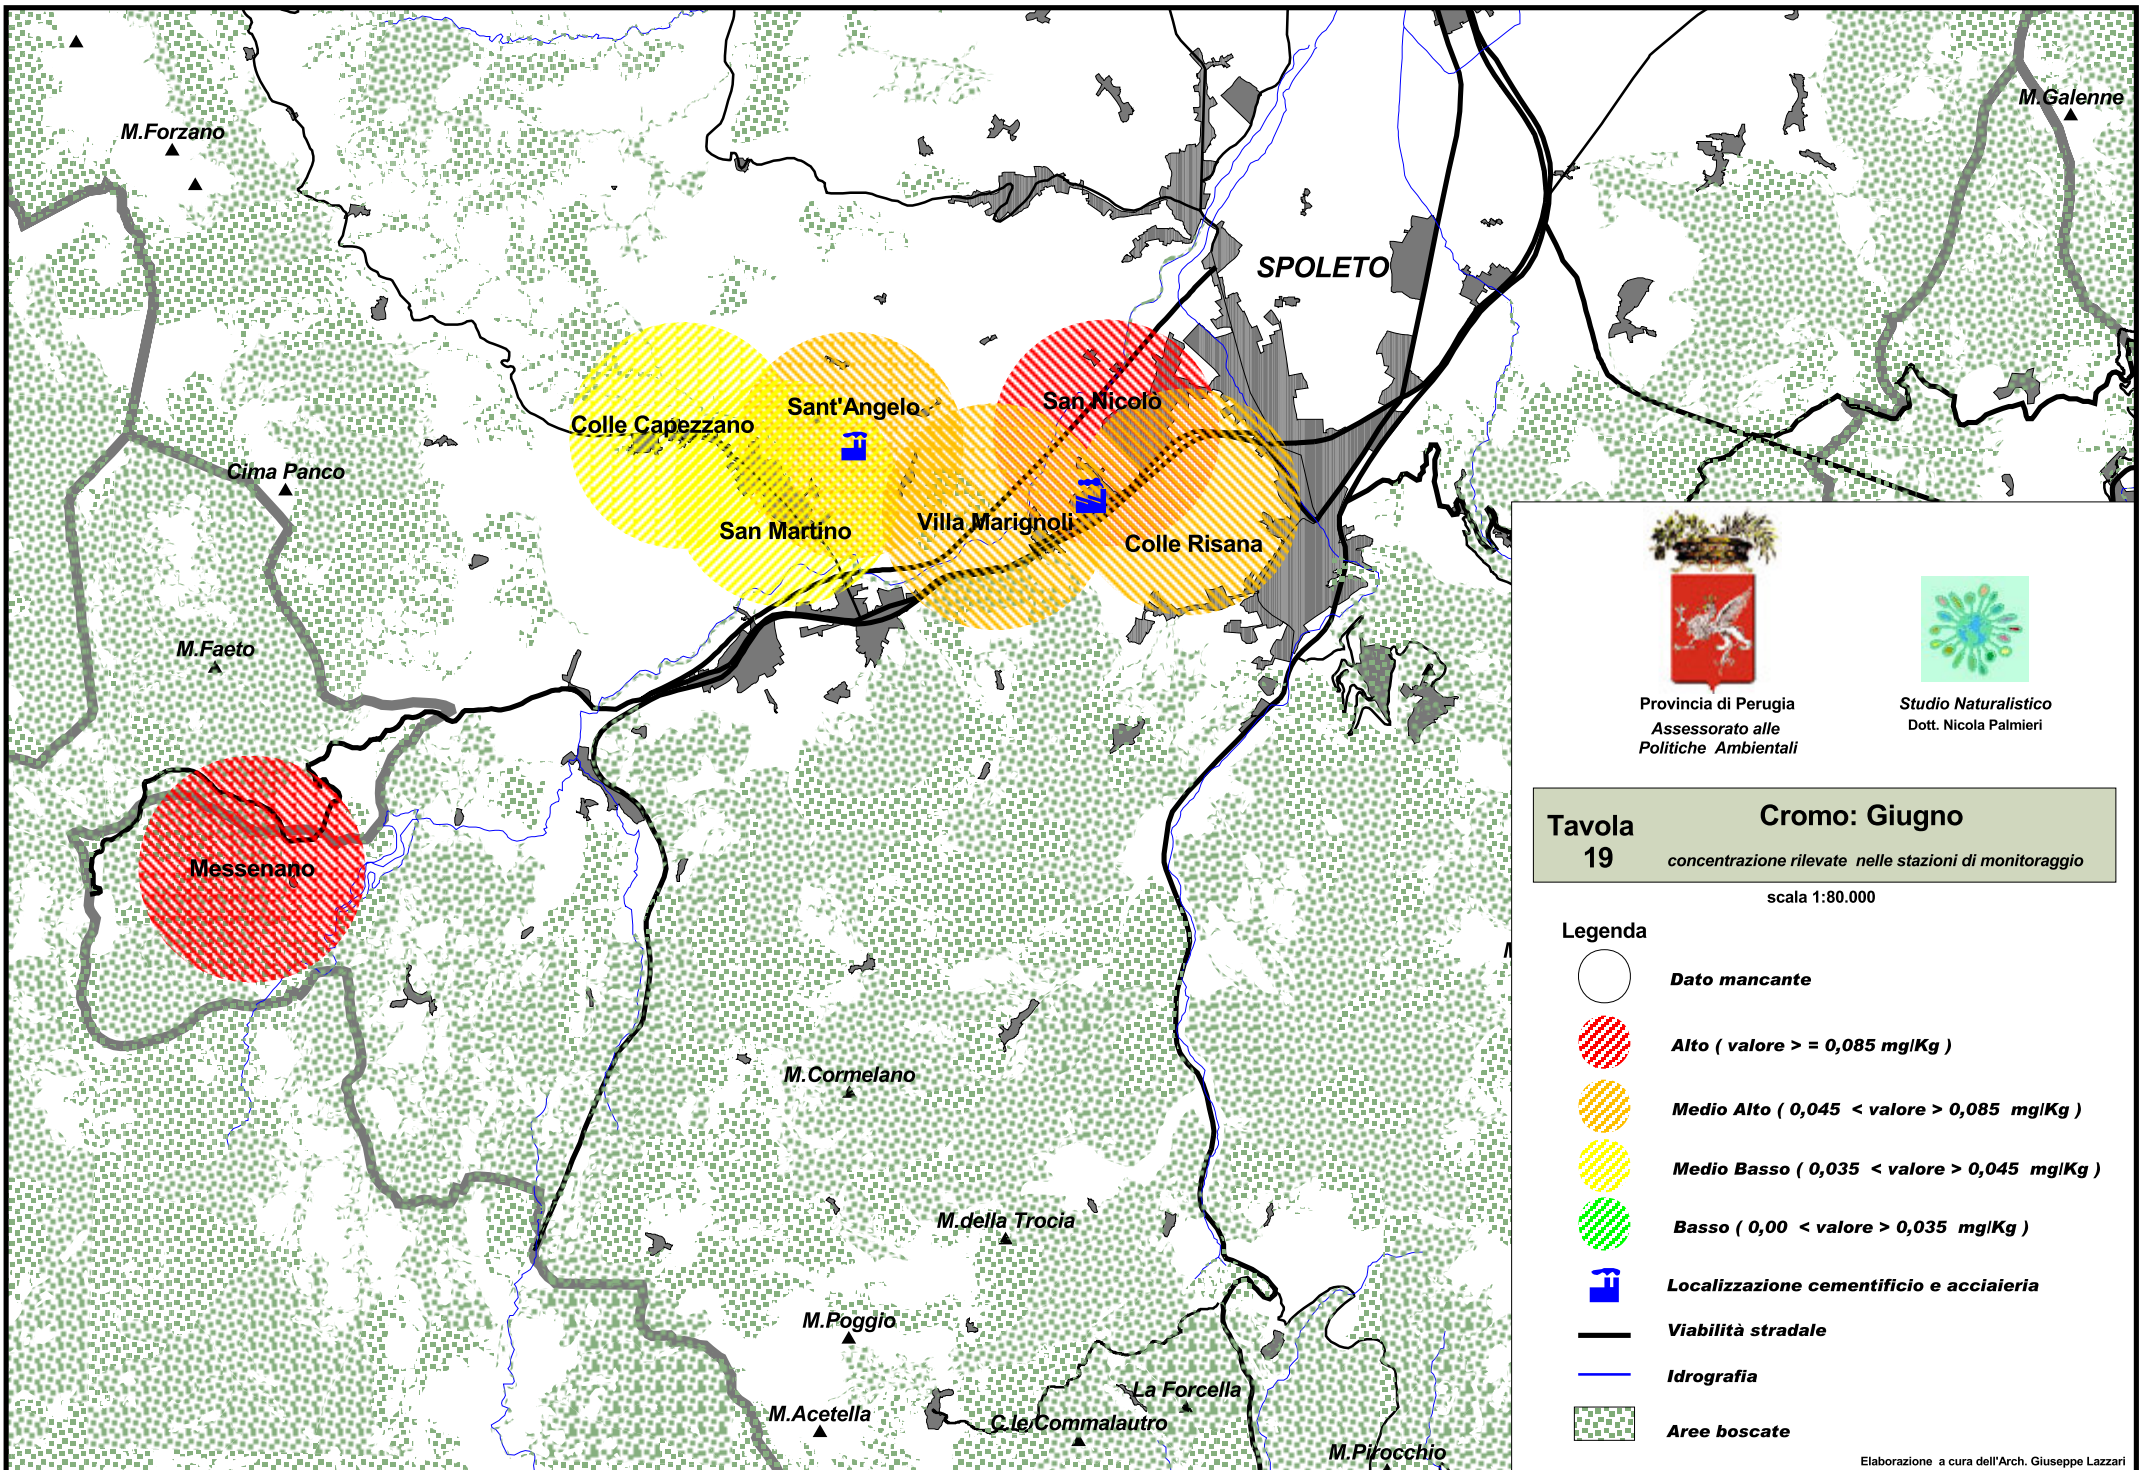 M.Galenne
M.Forzano
SPOLETO
San Nicolò
Sant'Angelo
Colle Capezzano
Cima Panco
Villa Marignoli
San Martino
Colle Risana
M.Faeto
Messenano
M.Cormelano
M.della Trocia
M.Poggio
La Forcella
M.Acetella
C.le Commalautro
M.Pirocchio
M
Provincia di Perugia
Assessorato alle
Politiche Ambientali
Studio Naturalistico
Dott. Nicola Palmieri
Tavola
19
Cromo: Giugno
concentrazione rilevate nelle stazioni di monitoraggio
scala 1:80.000
Legenda
Dato mancante
Alto ( valore > = 0,085 mg/Kg )
Medio Alto ( 0,045 < valore > 0,085 mg/Kg )
Medio Basso ( 0,035 < valore > 0,045 mg/Kg )
Basso ( 0,00 < valore > 0,035 mg/Kg )
Localizzazione cementificio e acciaieria
Viabilità stradale
Idrografia
Aree boscate
Elaborazione a cura dell'Arch. Giuseppe Lazzari